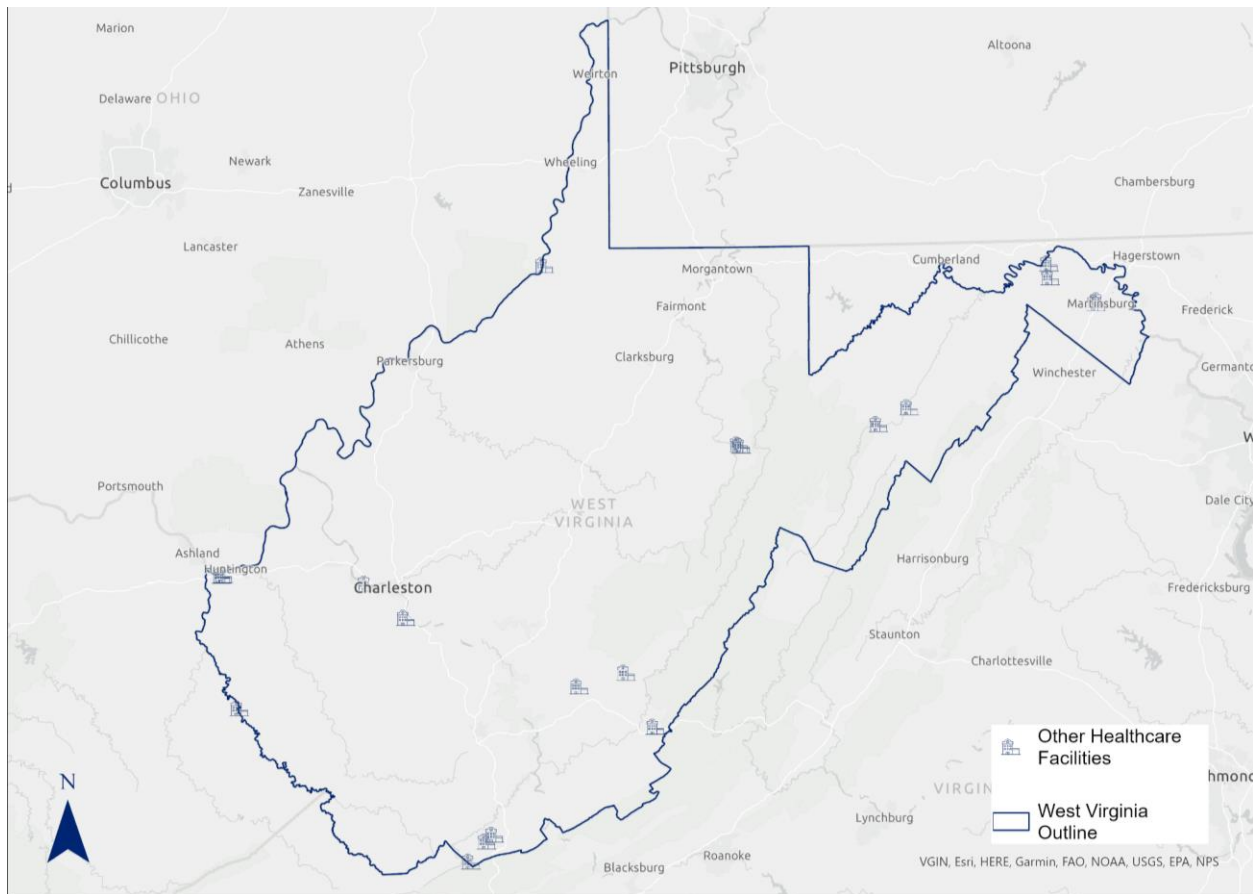 Marion
Altoona
Pittsburgh
Weirton
Delaware
OHIO
Newark
Wheeling
Columbus
Zanesville
Chambersburg
Lancaster
Cumberland
Hagerstown
Morgantown
Fairmont
Martinsburg
Frederick
Chillicothe
Athens
Clarksburg
Parkersburg
Winchester
Germanto
W
Portsmouth
WEST
VIRGINIA
Dale City
Ashland
Huntington
Harrisonburg
Charleston
Fredericksburg
Staunton
Charlottesville
Other Healthcare
Facilities
N
VIRGIN
hmond
West Virginia
Outline
Lynchburg
Roanoke
Blacksburg
VGIN, Esri, HERE, Garmin, FAO, NOAA, USGS, EPA, NPS